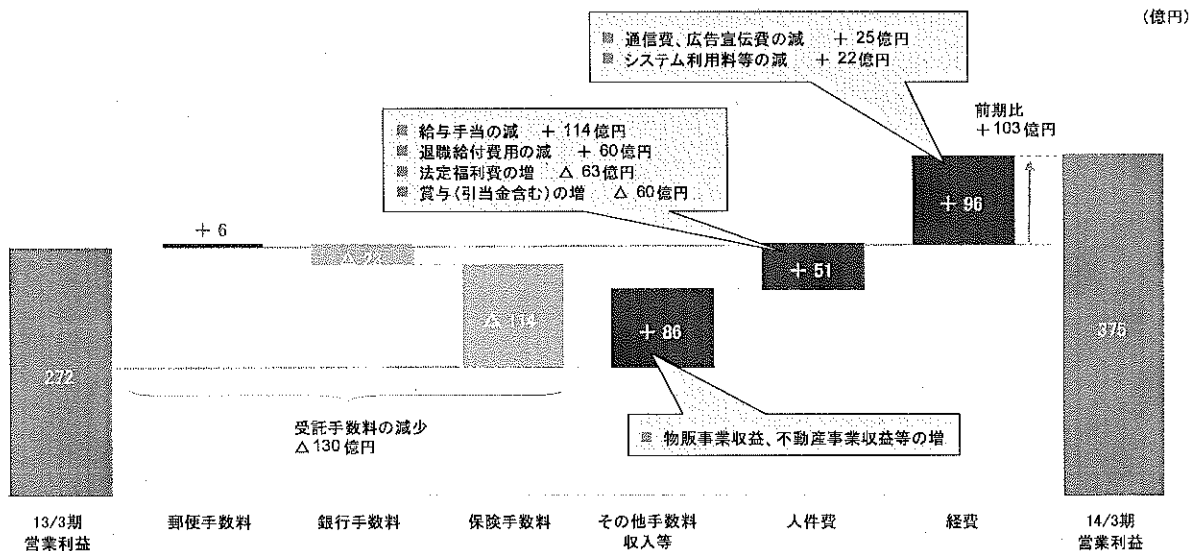 (億円)
■ 通信費、広告宣伝費の減 + 25億円
■ システム利用料等の減 + 22億円
前期比
+ 103億円
■ 給与手当の減 + 114億円
■ 退職給付費用の減 + 60億円
■ 法定福利費の増 △ 63億円
■ 賞与(引当金含む)の増 △ 60億円
+ 6
+ 96
+ 51
△ 114
+ 86
272
375
受託手数料の減少
△ 130億円
■ 物販事業収益、不動産事業収益等の増
13/3期
営業利益
郵便手数料
銀行手数料
保険手数料
その他手数料
収入等
人件費
経費
14/3期
営業利益